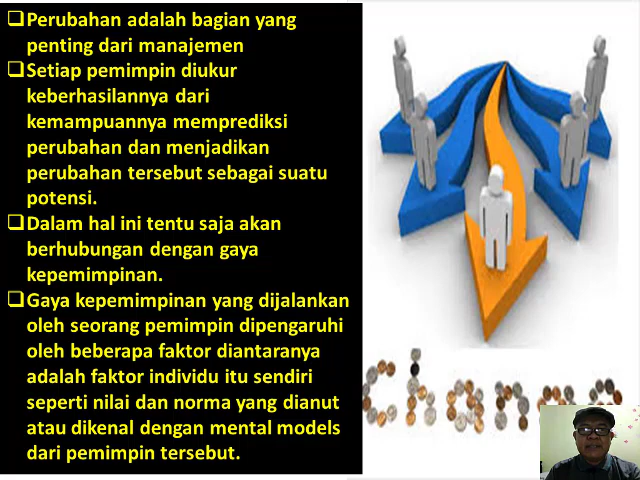 ❑Perubahan adalah bagian yang
penting dari manajemen
❑Setiap pemimpin diukur
keberhasilannya dari
kemampuannya memprediksi
perubahan dan menjadikan
perubahan tersebut sebagai suatu
potensi.
❑Dalam hal ini tentu saja akan
berhubungan dengan gaya
kepemimpinan.
❑Gaya kepemimpinan yang dijalankan
oleh seorang pemimpin dipengaruhi
oleh beberapa faktor diantaranya
adalah faktor individu itu sendiri
seperti nilai dan norma yang dianut
atau dikenal dengan mental models
dari pemimpin tersebut.